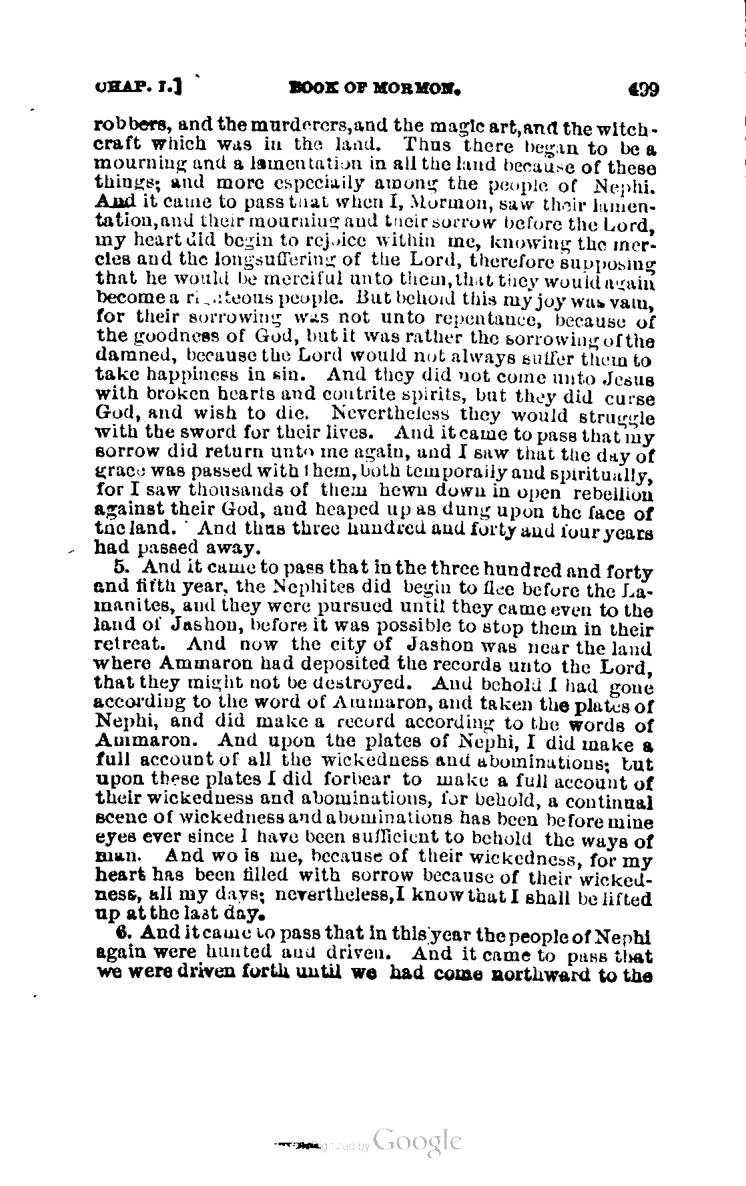 CHAP. I.] BOOK OF MORMON. 499
robbers, and the murderers, and the magic art, and the witch-
craft which was in the land. Thus there began to be a
mourning and a lamentation in all the land because of these
things; and more especially among the people of Nephi.
And it came to pass that when I, Mormon, saw their lamen-
tation, and their mourning and their sorrow before the Lord,
my heart did begin to rejoice within me, knowing the mer-
cies and the longsuffering of the Lord, therefore supposing
that he would be merciful unto them, that they would again
become a righteous people. But behold this my joy was vain,
for their sorrowing was not unto repentance, because of
the goodness of God, but it was rather the sorrowing of the
damned, because the Lord would not always suffer them to
take happiness in sin. And they did not come unto Jesus
with broken hearts and contrite spirits, but they did curse
God, and wish to die. Nevertheless they would struggle
with the sword for their lives. And it came to pass that my
sorrow did return unto me again, and I saw that the day of
grace was passed with them, both temporally and spiritually,
for I saw thousands of them hewn down in open rebellion
against their God, and heaped up as dung upon the face of
the land. And thus three hundred and forty and four years
had passed away.
5. And it came to pass that in the three hundred and forty
and fifth year, the Nephites did begin to flee before the La-
manites, and they were pursued until they came even to the
land of Jashon, before it was possible to stop them in their
retreat. And now the city of Jashon was near the land
where Ammaron had deposited the records unto the Lord,
that they might not be destroyed. And behold I had gone
according to the word of Ammaron, and taken the plates of
Nephi, and did make a record according to the words of
Ammaron. And upon the plates of Nephi, I did make a
full account of all the wickedness and abominations; but
upon these plates I did forbear to make a full account of
their wickedness and abominations, for behold, a continual
scene of wickedness and abominations has been before mine
eyes ever since I have been sufficient to behold the ways of
man. And wo is me, because of their wickedness, for my
heart has been filled with sorrow because of their wicked-
ness, all my days; nevertheless, I know that I shall be lifted
up at the last day.
6. And it came to pass that in this year the people of Nephi
again were hunted and driven. And it came to pass that
we were driven forth until we had come northward to the
Digitized by Google